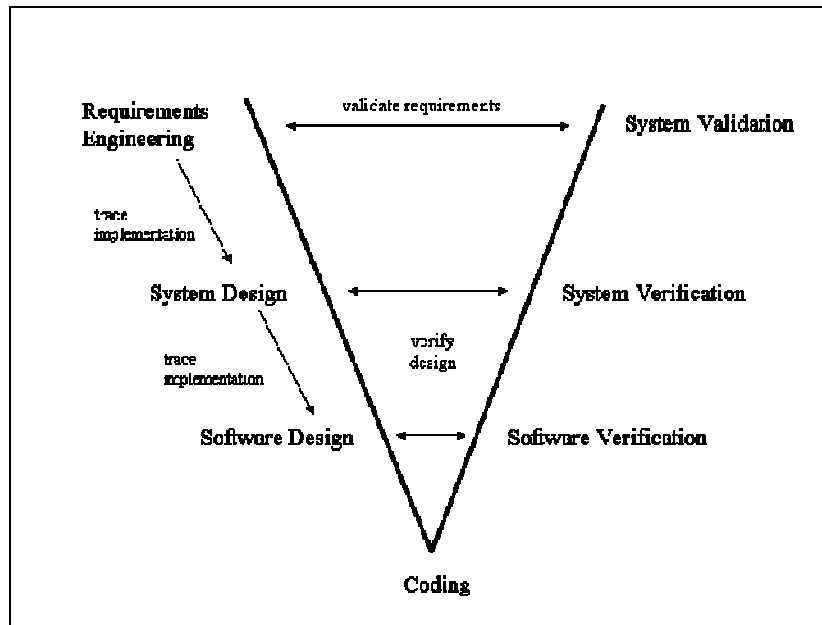 Requirements
Engineering
validate requirements
System Validation
trace
implementation
System Design
System Verification
verify
design
trace
implementation
Software Design
Software Verification
Coding